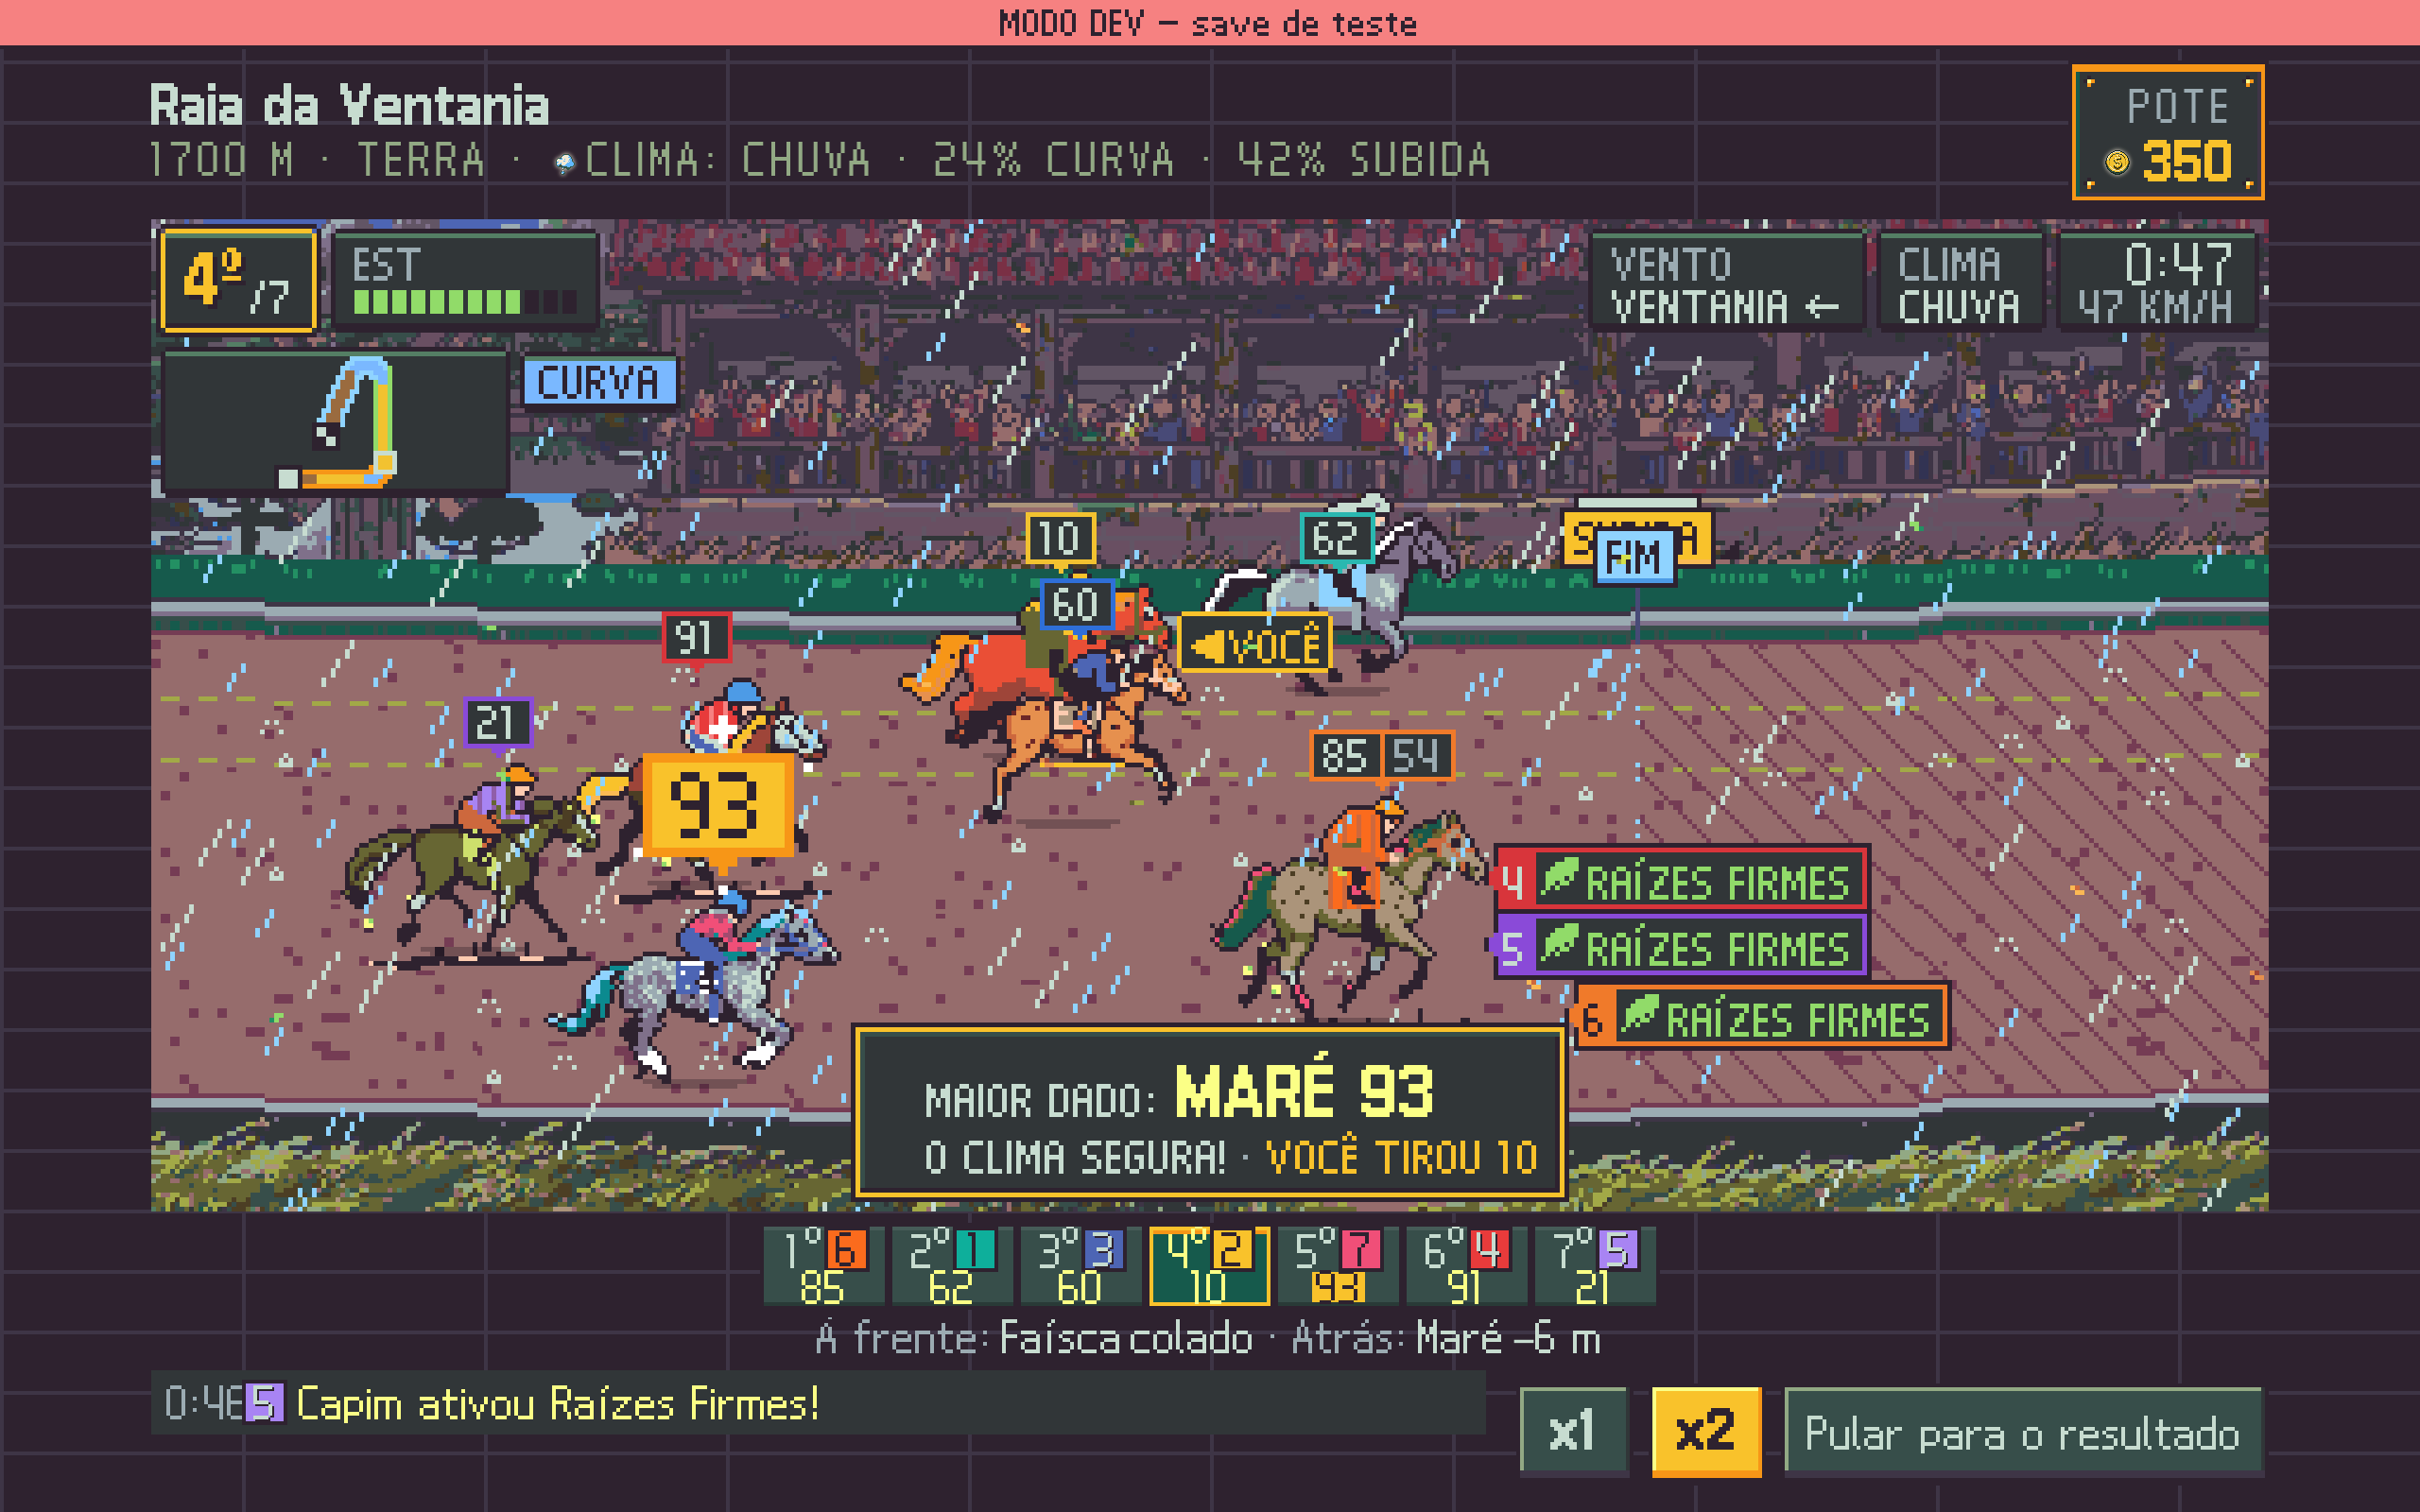 MODO DEV – save de teste
Raia da Ventania
1700 M · TERRA · CLIMA: CHUVA · 24% CURVA · 42% SUBIDA
POTE
350
4º/7
EST
VENTO
VENTANIA ←
CLIMA
CHUVA
0:47
47 KM/H
CURVA
10
62
FIM
60
91
VOCÊ
21
85 54
93
4 RAÍZES FIRMES
5 RAÍZES FIRMES
6 RAÍZES FIRMES
MAIOR DADO: MARÉ 93
O CLIMA SEGURA! · VOCÊ TIROU 10
1º 6 2º 1 3º 3 4º 2 5º 7 6º 4 7º 5
85 62 60 10 93 91 21
À frente: Faísca colado · Atrás: Maré –6 m
5 Capim ativou Raízes Firmes!
x1 x2 Pular para o resultado